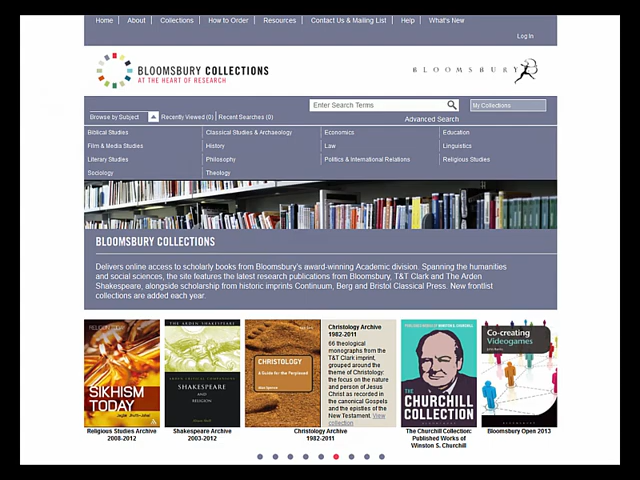 Home About Collections How to Order Resources Contact Us & Mailing List Help What's New
Log In
BLOOMSBURY COLLECTIONS
AT THE HEART OF RESEARCH
BLOOMSBURY
Enter Search Terms
My Collections
Browse by Subject Recently Viewed (0) Recent Searches (0)
Advanced Search
Biblical Studies Classical Studies & Archaeology Economics Education
Film & Media Studies History Law Linguistics
Literary Studies Philosophy Politics & International Relations Religious Studies
Sociology Theology
BLOOMSBURY COLLECTIONS
Delivers online access to scholarly books from Bloomsbury's award-winning Academic division. Spanning the humanities
and social sciences, the site features the latest research publications from Bloomsbury, T&T Clark and The Arden
Shakespeare, alongside scholarship from historic imprints Continuum, Berg and Bristol Classical Press. New frontlist
collections are added each year.
RELIGION TODAY
SIKHISM
TODAY
Religious Studies Archive
2008-2012
THE ARDEN SHAKESPEARE
SHAKESPEARE
AND
RELIGION
Shakespeare Archive
2003-2012
CHRISTOLOGY
A Guide for the Perplexed
Christology Archive
1982-2011
66 theological
monographs from the
T&T Clark imprint,
grouped around the
theme of Christology:
the focus on the nature
and person of Jesus
Christ as recorded in
the canonical Gospels
and the epistles of the
New Testament. View
collection
Christology Archive
1982-2011
THE
CHURCHILL
COLLECTION
The Churchill Collection:
Published Works of
Winston S. Churchill
Co-creating
Videogames
Bloomsbury Open 2013